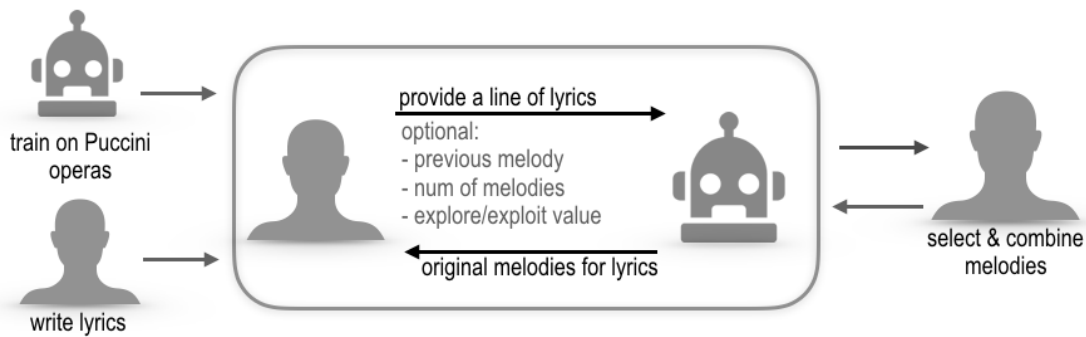 train on Puccini
operas
write lyrics
provide a line of lyrics
optional:
- previous melody
- num of melodies
- explore/exploit value
original melodies for lyrics
select & combine
melodies